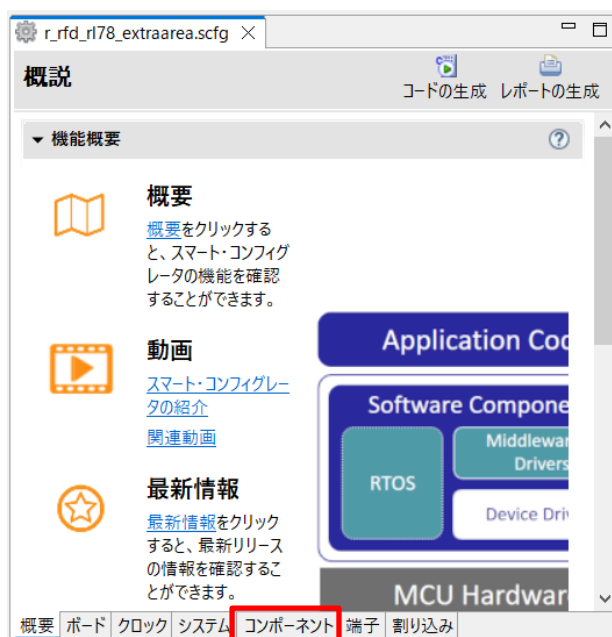 r_rfd_rl78_extraarea.scfg
概説
コードの生成 レポートの生成
機能概要
概要
概要をクリックする
と、スマート・コンフィグ
レータの機能を確認
することができます。
動画
スマート・コンフィグレー
タの紹介
関連動画
最新情報
最新情報をクリック
すると、最新リリース
の情報を確認するこ
とができます。
Application Cod
Software Compone
RTOS
Middlewar
Drivers
Device Driv
MCU Hardwar
概要 ボード クロック システム コンポーネント 端子 割り込み